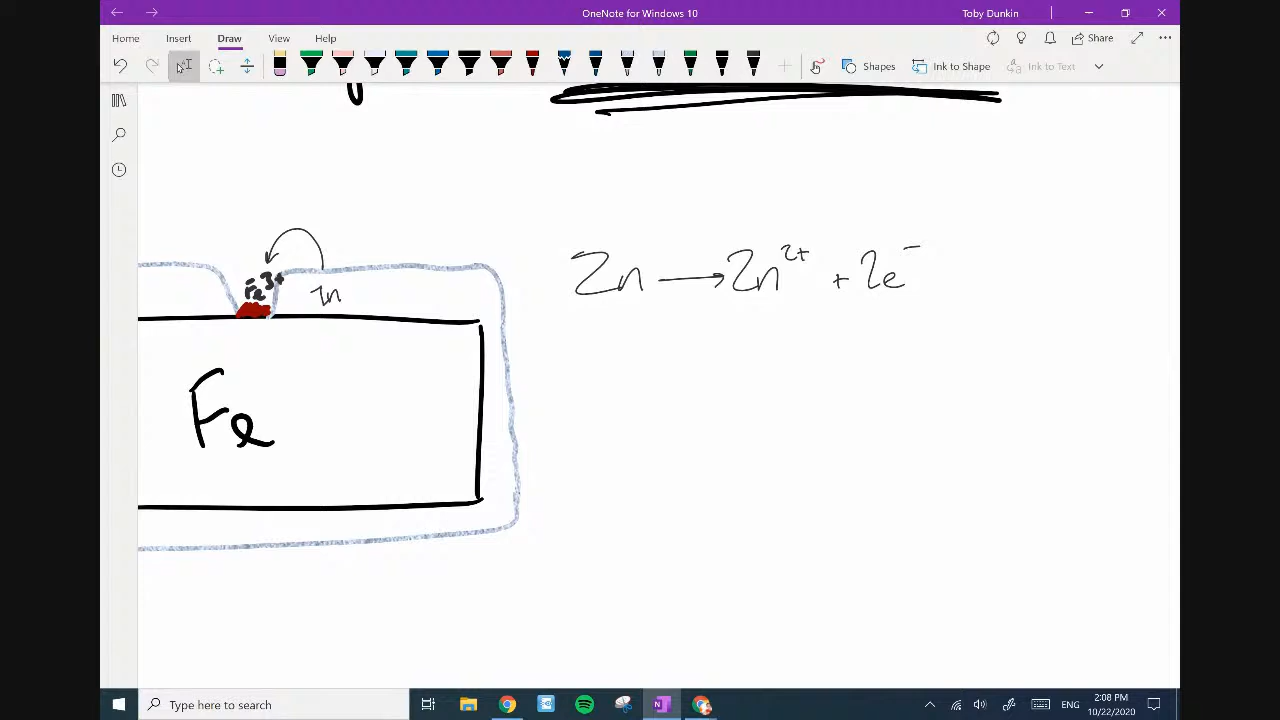 OneNote for Windows 10
Toby Dunkin
Home Insert Draw View Help
Share
Shapes
Ink to Shape
Ink to Text
Fe³⁺
Zn
Zn → Zn²⁺ + 2e⁻
Fe
Type here to search
ENG
2:08 PM
10/22/2020